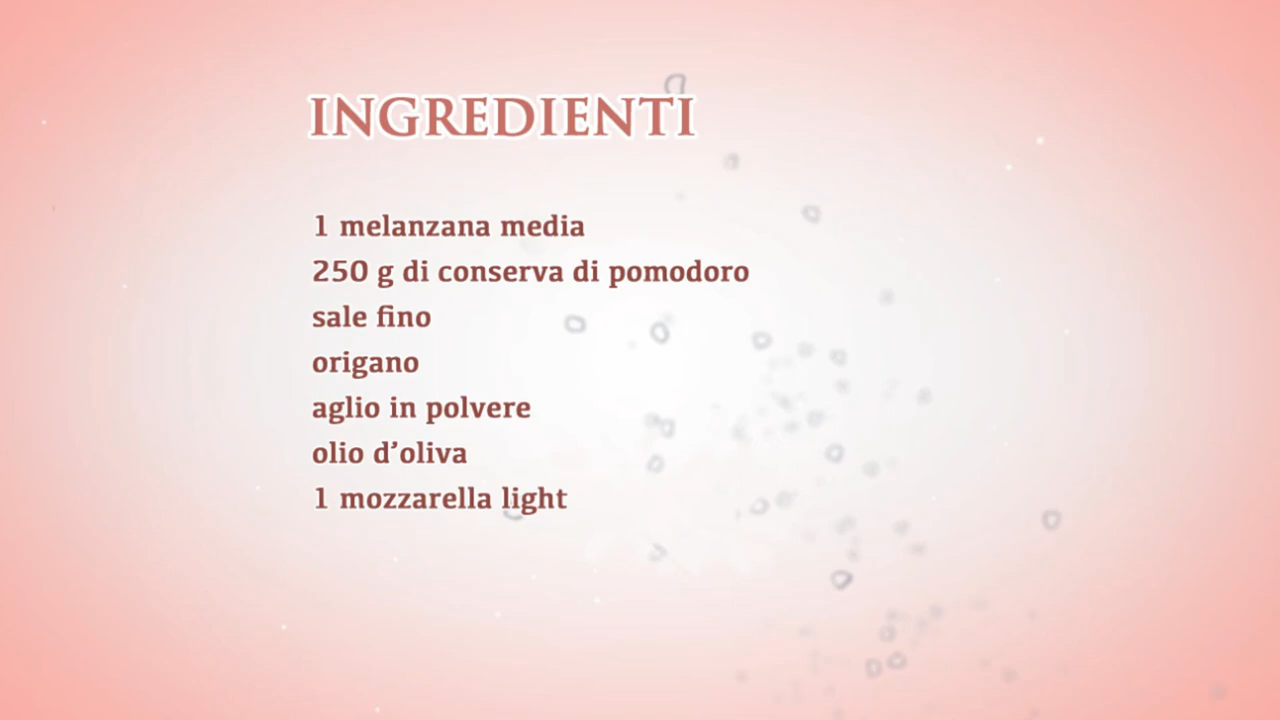 INGREDIENTI
1 melanzana media
250 g di conserva di pomodoro
sale fino
origano
aglio in polvere
olio d’oliva
1 mozzarella light